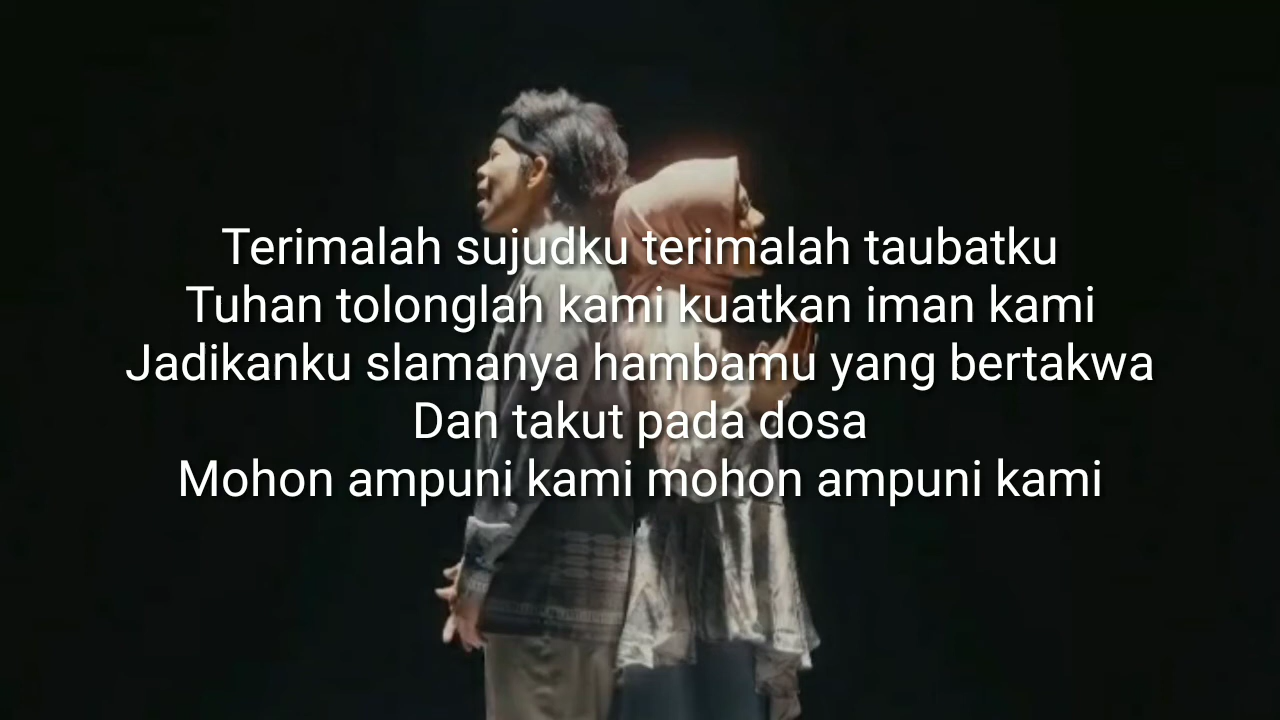 Terimalah sujudku terimalah taubatku
Tuhan tolonglah kami kuatkan iman kami
Jadikanku slamanya hambamu yang bertakwa
Dan takut pada dosa
Mohon ampuni kami mohon ampuni kami